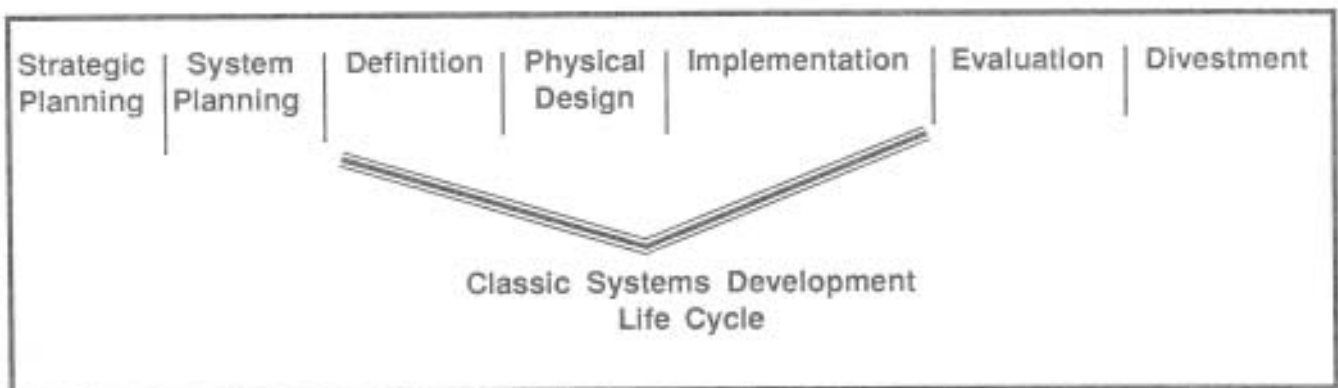 Strategic Planning
System Planning
Definition
Physical Design
Implementation
Evaluation
Divestment
Classic Systems Development
Life Cycle